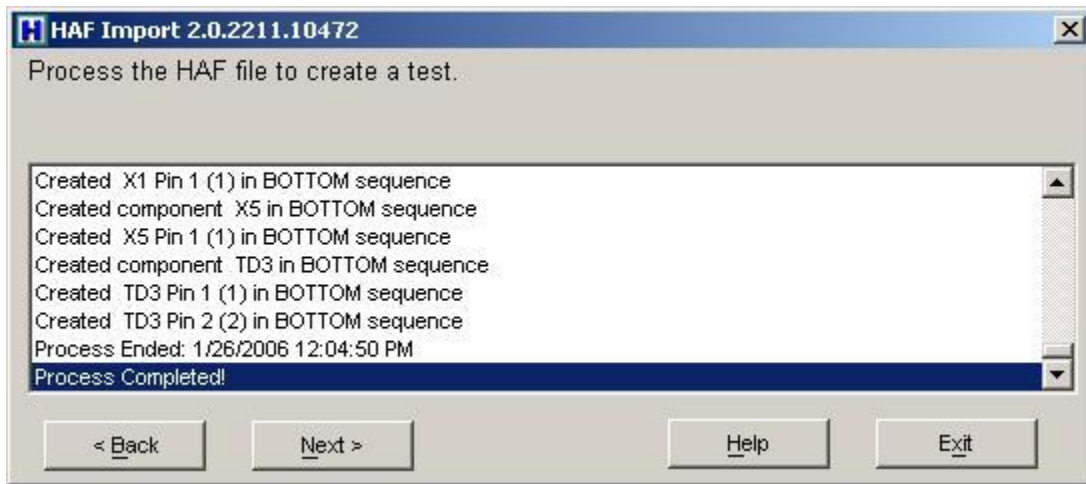 HAF Import 2.0.2211.10472
Process the HAF file to create a test.
Created X1 Pin 1 (1) in BOTTOM sequence
Created component X5 in BOTTOM sequence
Created X5 Pin 1 (1) in BOTTOM sequence
Created component TD3 in BOTTOM sequence
Created TD3 Pin 1 (1) in BOTTOM sequence
Created TD3 Pin 2 (2) in BOTTOM sequence
Process Ended: 1/26/2006 12:04:50 PM
Process Completed!
< Back Next > Help Exit